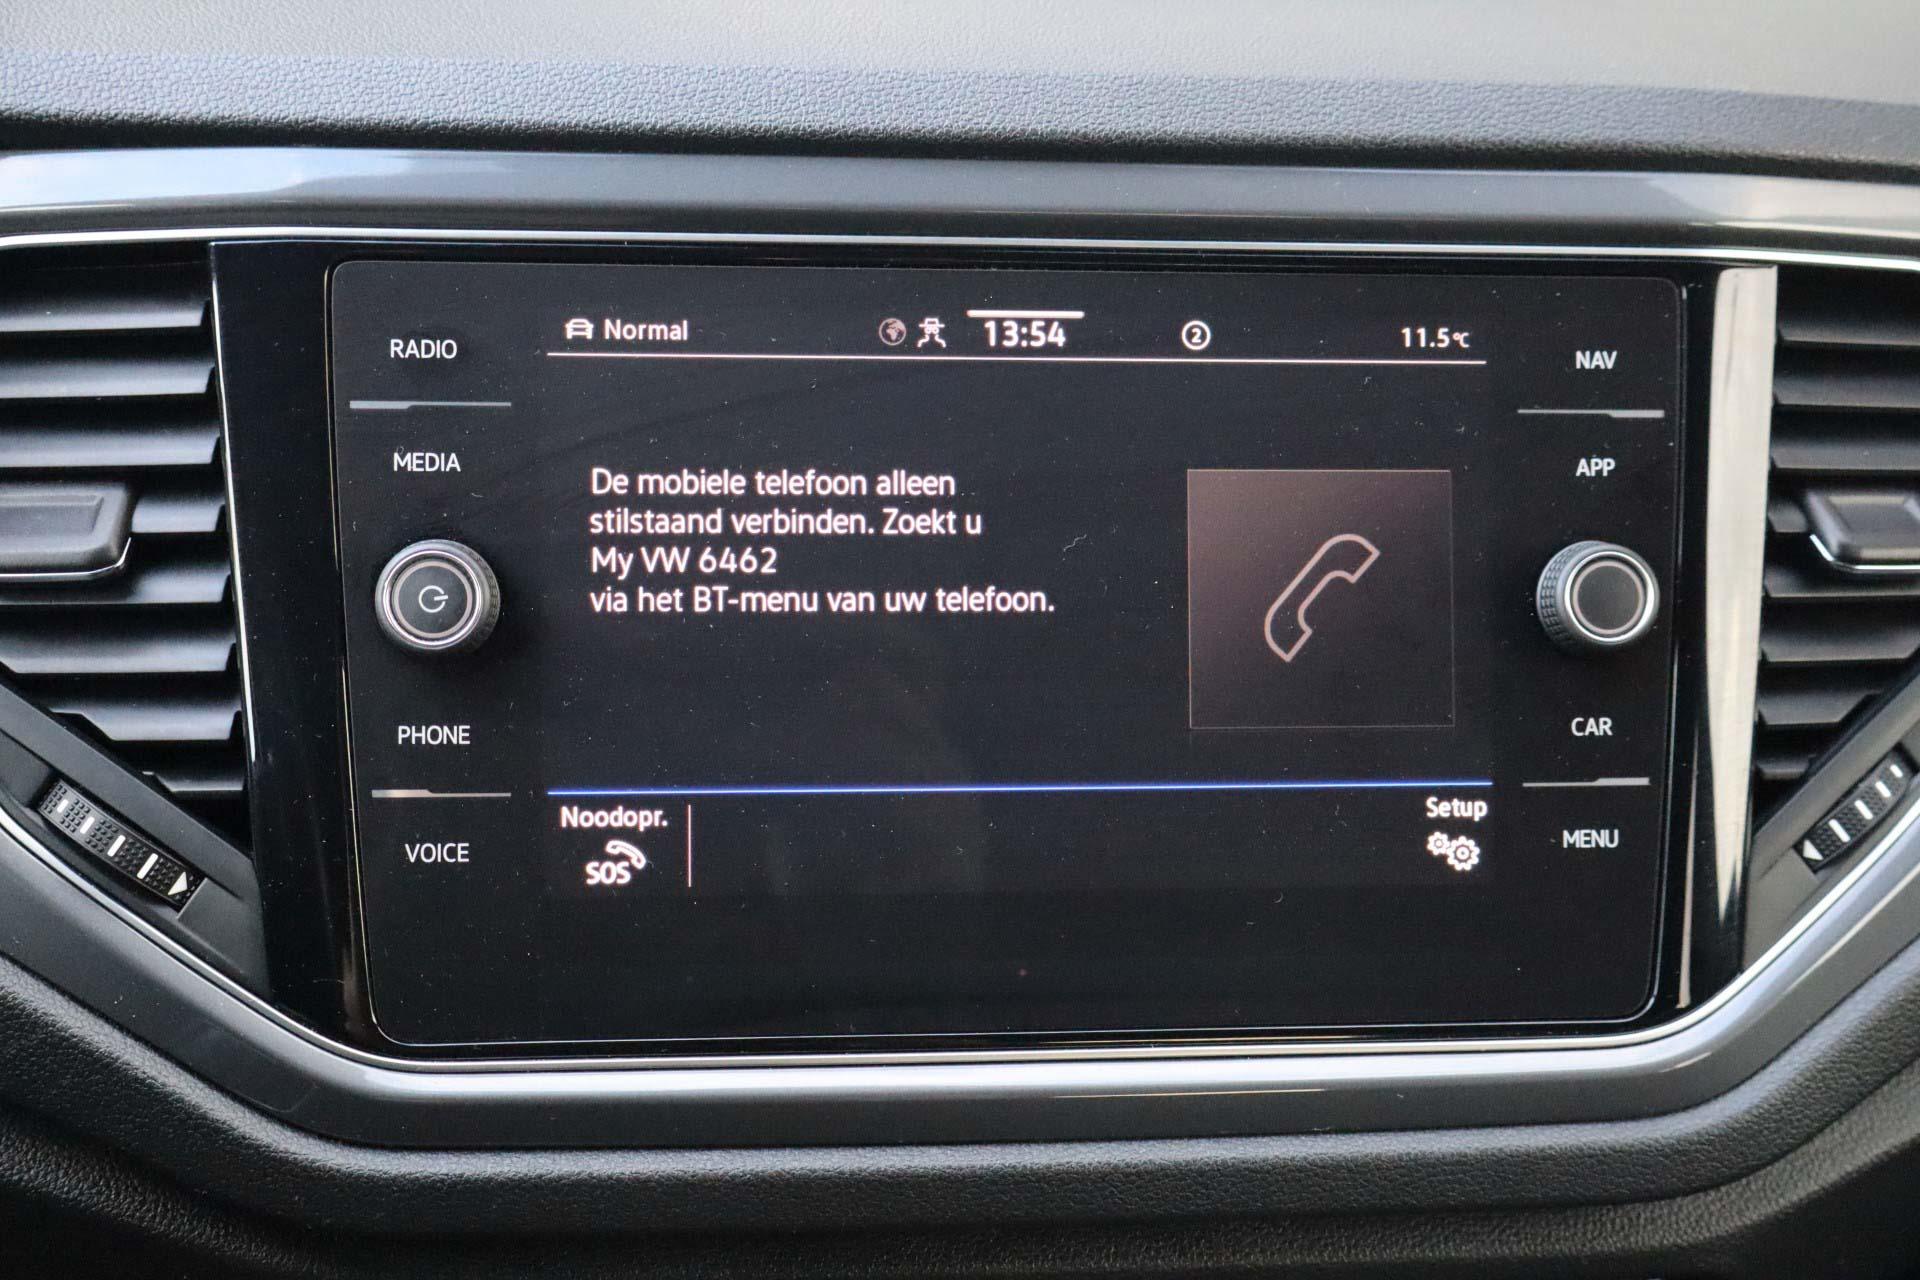 Normal 13:54 2 11.5°C
RADIO
MEDIA
PHONE
VOICE
De mobiele telefoon alleen
stilstaand verbinden. Zoekt u
My VW 6462
via het BT-menu van uw telefoon.
Noodopr.
SOS
Setup
NAV
APP
CAR
MENU